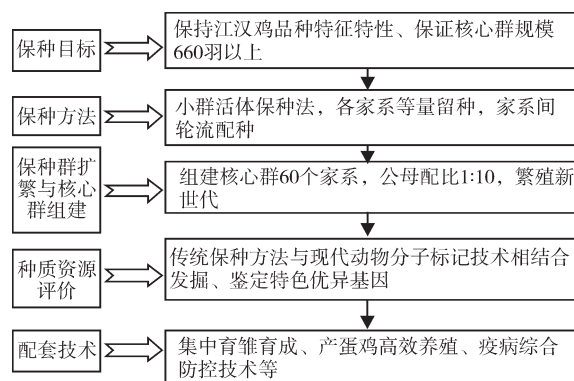 保种目标
保持江汉鸡品种特征特性、保证核心群规模
660羽以上
保种方法
小群活体保种法，各家系等量留种，家系间
轮流配种
保种群扩
繁与核心
群组建
组建核心群60个家系，公母配比1:10，繁殖新
世代
种质资源
评价
传统保种方法与现代动物分子标记技术相结合
发掘、鉴定特色优异基因
配套技术
集中育雏育成、产蛋鸡高效养殖、疫病综合
防控技术等